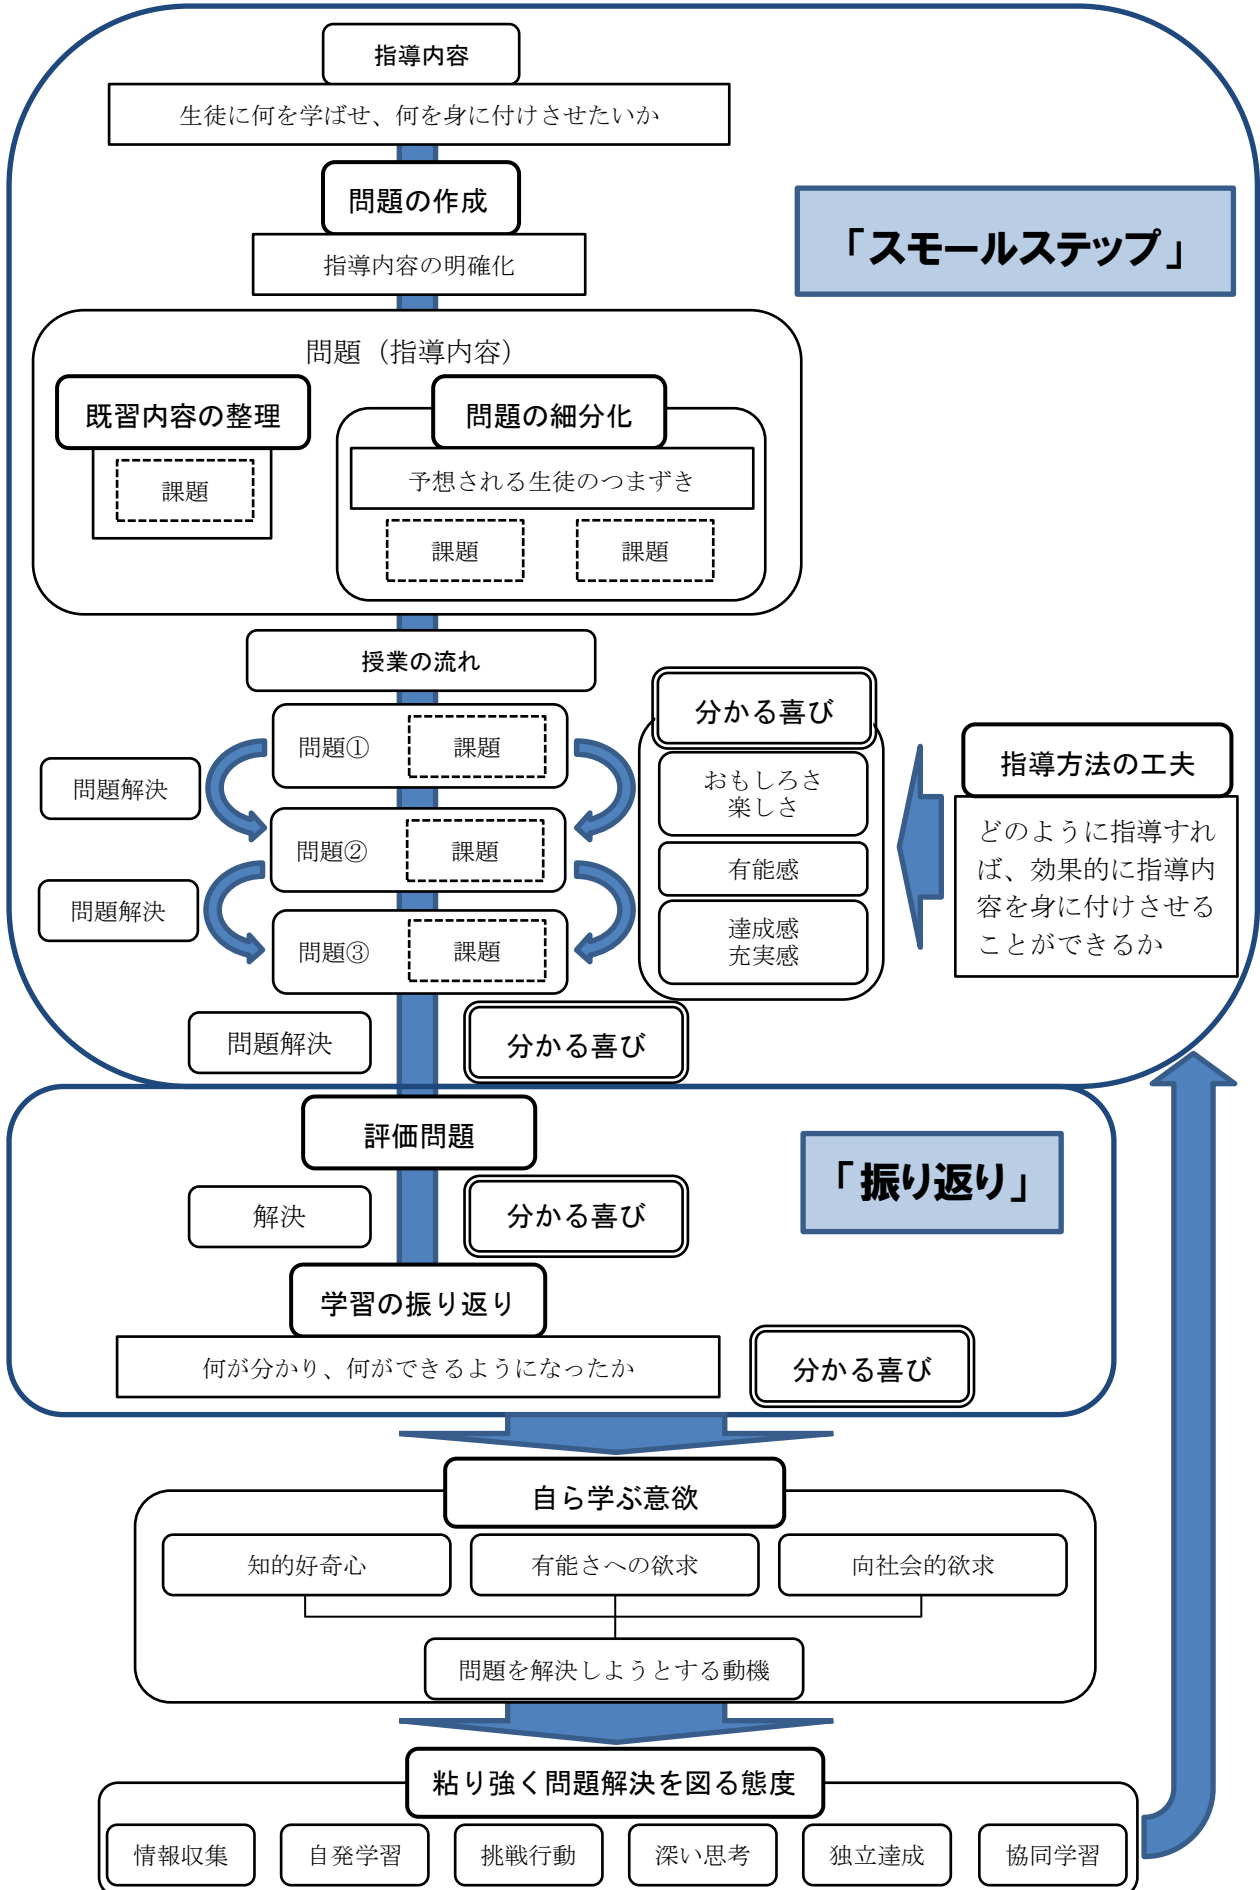 指導内容
生徒に何を学ばせ、何を身に付けさせたいか
問題の作成
指導内容の明確化
「スモールステップ」
問題（指導内容）
既習内容の整理
課題
問題の細分化
予想される生徒のつまずき
課題
課題
授業の流れ
問題①
課題
問題解決
問題②
課題
問題解決
問題③
課題
分かる喜び
おもしろさ
楽しさ
有能感
達成感
充実感
指導方法の工夫
どのように指導すれ
ば、効果的に指導内
容を身に付けさせる
ことができるか
問題解決
分かる喜び
評価問題
「振り返り」
解決
分かる喜び
学習の振り返り
何が分かり、何ができるようになったか
分かる喜び
自ら学ぶ意欲
知的好奇心
有能さへの欲求
向社会的欲求
問題を解決しようとする動機
粘り強く問題解決を図る態度
情報収集
自発学習
挑戦行動
深い思考
独立達成
協同学習